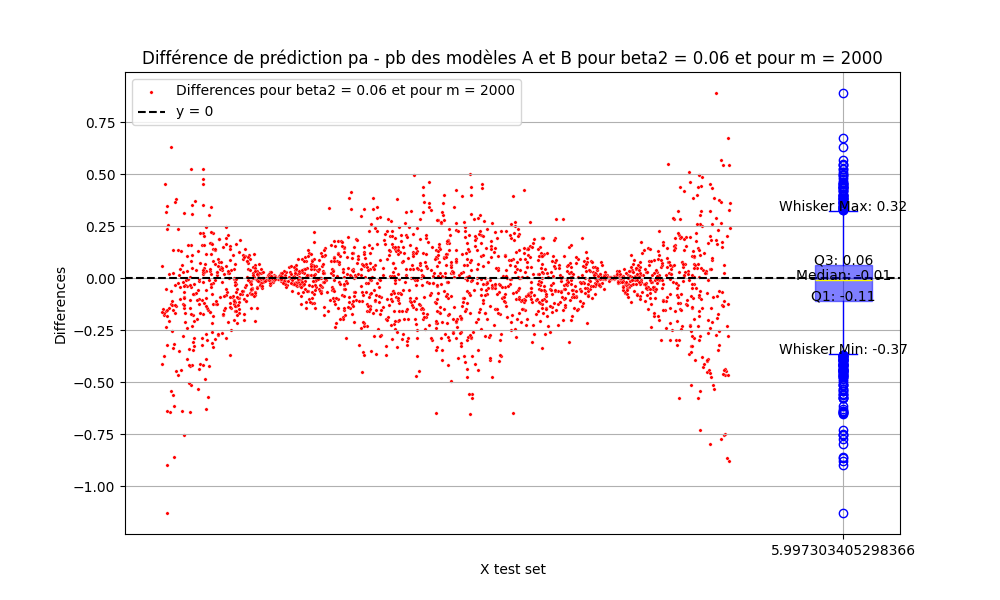 Différence de prédiction pa - pb des modèles A et B pour beta2 = 0.06 et pour m = 2000
Differences pour beta2 = 0.06 et pour m = 2000
y = 0
0.75
0.50
0.25
0.00
−0.25
−0.50
−0.75
−1.00
Differences
Whisker Max: 0.32
Q3: 0.06
Median: -0.01
Q1: -0.11
Whisker Min: -0.37
5.997303405298366
X test set